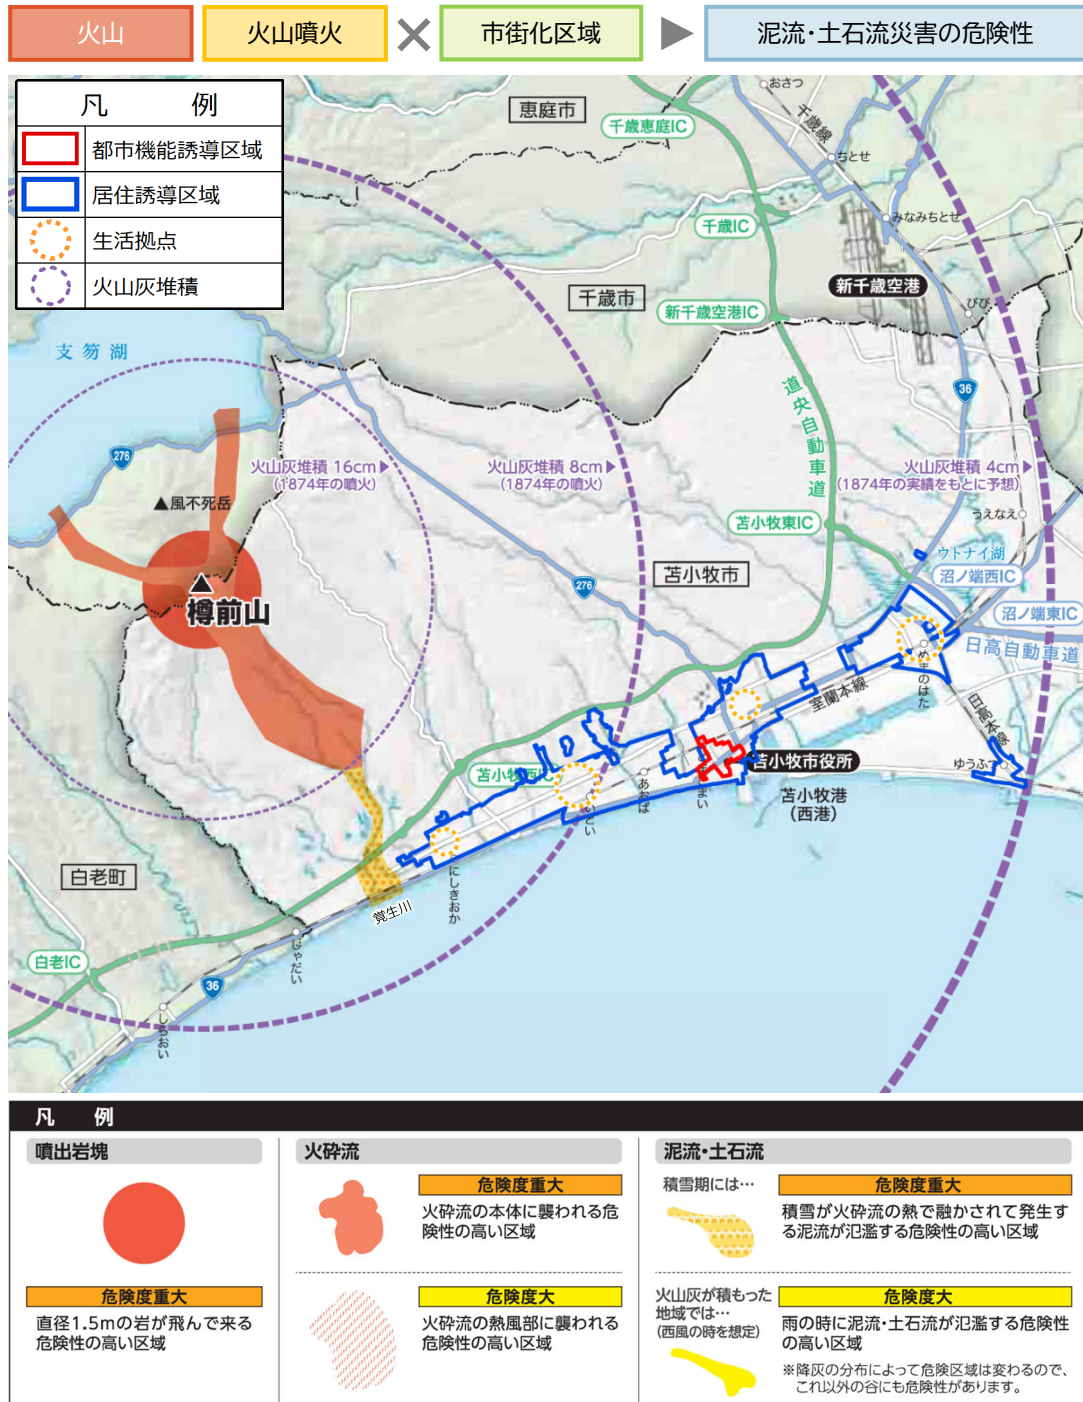 火山
火山噴火
×
市街化区域
▶
泥流・土石流災害の危険性
凡 例
都市機能誘導区域
居住誘導区域
生活拠点
火山灰堆積
恵庭市
千歳恵庭IC
おさつ
千歳線
ちとせ
みなみちとせ
千歳IC
千歳市
新千歳空港
新千歳空港IC
びび
支笏湖
36
道央自動車道
276
火山灰堆積 16cm▶
(1874年の噴火)
火山灰堆積 8cm▶
(1874年の噴火)
火山灰堆積 4cm▶
(1874年の実績をもとに予想)
▲風不死岳
うえなえ
苫小牧東IC
ウトナイ湖
沼ノ端西IC
苫小牧市
276
▲
樽前山
沼ノ端東IC
日高自動車道
ぬまのはた
室蘭本線
日高本線
苫小牧市役所
ゆうふつ
苫小牧西IC
あおば
まい
いとい
苫小牧港
(西港)
にしきおか
白老町
覚生川
しゃだい
白老IC
36
しらおい
凡 例
噴出岩塊
危険度重大
直径1.5mの岩が飛んで来る
危険性の高い区域
火砕流
危険度重大
火砕流の本体に襲われる危
険性の高い区域
危険度大
火砕流の熱風部に襲われる
危険性の高い区域
泥流・土石流
積雪期には…
危険度重大
積雪が火砕流の熱で融かされて発生す
る泥流が氾濫する危険性の高い区域
火山灰が積もった
地域では…
(西風の時を想定)
危険度大
雨の時に泥流・土石流が氾濫する危険性
の高い区域
※降灰の分布によって危険区域は変わるので、
これ以外の谷にも危険性があります。